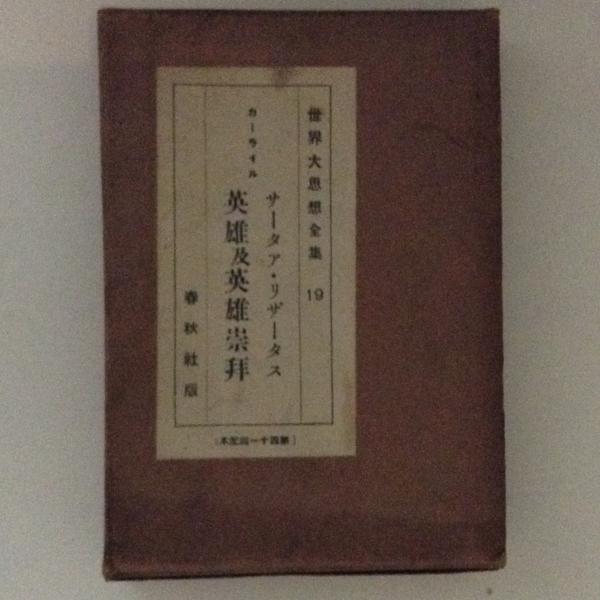 世界大思想全集 19
サータア・リザータス
カーライル
英雄及英雄崇拝
春秋社版
[第四十一回配本]